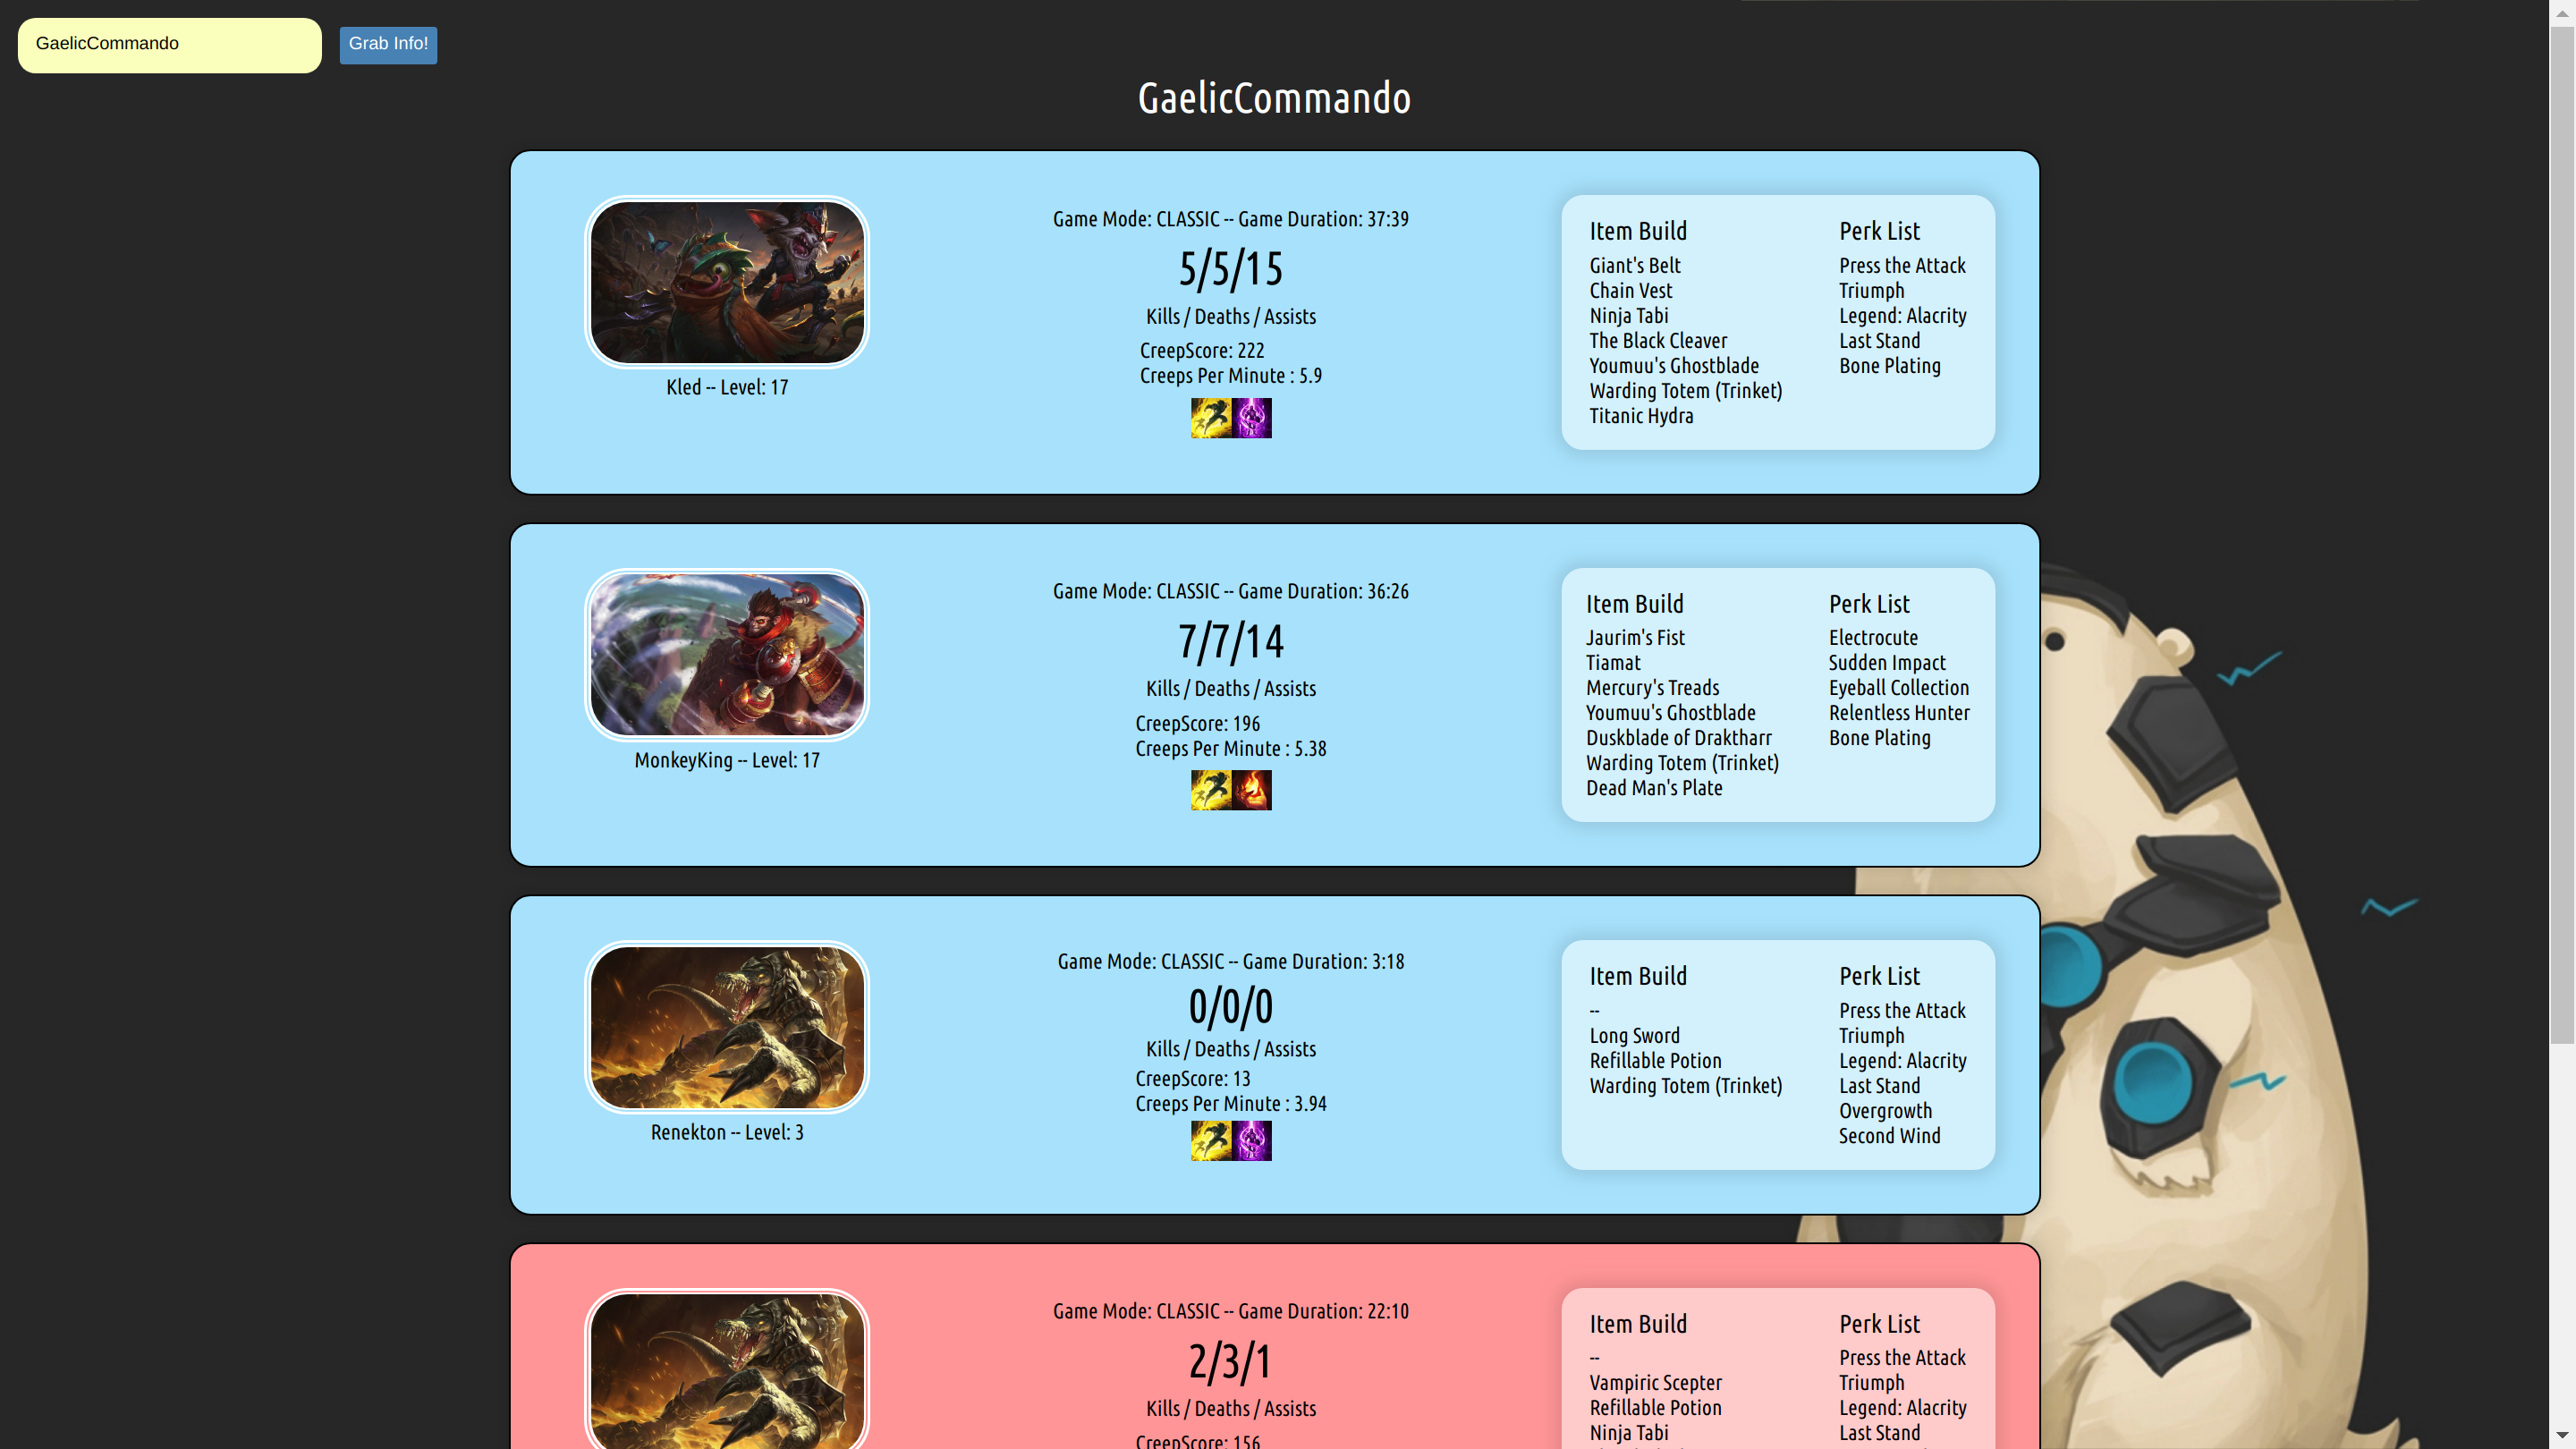 GaelicCommando
Grab Info!
GaelicCommando
Kled -- Level: 17
Game Mode: CLASSIC -- Game Duration: 37:39
5/5/15
Kills / Deaths / Assists
CreepScore: 222
Creeps Per Minute : 5.9
Item Build
Giant's Belt
Chain Vest
Ninja Tabi
The Black Cleaver
Youmuu's Ghostblade
Warding Totem (Trinket)
Titanic Hydra
Perk List
Press the Attack
Triumph
Legend: Alacrity
Last Stand
Bone Plating
MonkeyKing -- Level: 17
Game Mode: CLASSIC -- Game Duration: 36:26
7/7/14
Kills / Deaths / Assists
CreepScore: 196
Creeps Per Minute : 5.38
Item Build
Jaurim's Fist
Tiamat
Mercury's Treads
Youmuu's Ghostblade
Duskblade of Draktharr
Warding Totem (Trinket)
Dead Man's Plate
Perk List
Electrocute
Sudden Impact
Eyeball Collection
Relentless Hunter
Bone Plating
Renekton -- Level: 3
Game Mode: CLASSIC -- Game Duration: 3:18
0/0/0
Kills / Deaths / Assists
CreepScore: 13
Creeps Per Minute : 3.94
Item Build
--
Long Sword
Refillable Potion
Warding Totem (Trinket)
Perk List
Press the Attack
Triumph
Legend: Alacrity
Last Stand
Overgrowth
Second Wind
Game Mode: CLASSIC -- Game Duration: 22:10
2/3/1
Kills / Deaths / Assists
CreepScore: 156
Item Build
--
Vampiric Scepter
Refillable Potion
Ninja Tabi
Perk List
Press the Attack
Triumph
Legend: Alacrity
Last Stand